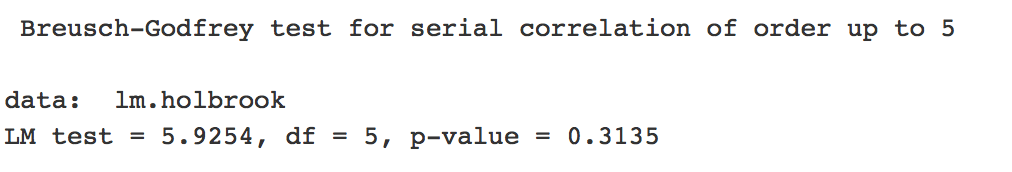 Breusch-Godfrey test for serial correlation of order up to 5
data:  lm.holbrook
LM test = 5.9254, df = 5, p-value = 0.3135